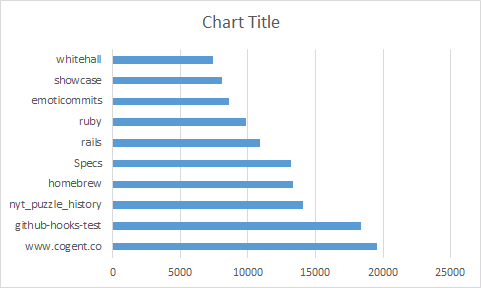 Chart Title
whitehall
showcase
emoticommits
ruby
rails
Specs
homebrew
nyt_puzzle_history
github-hooks-test
www.cogent.co
0 5000 10000 15000 20000 25000